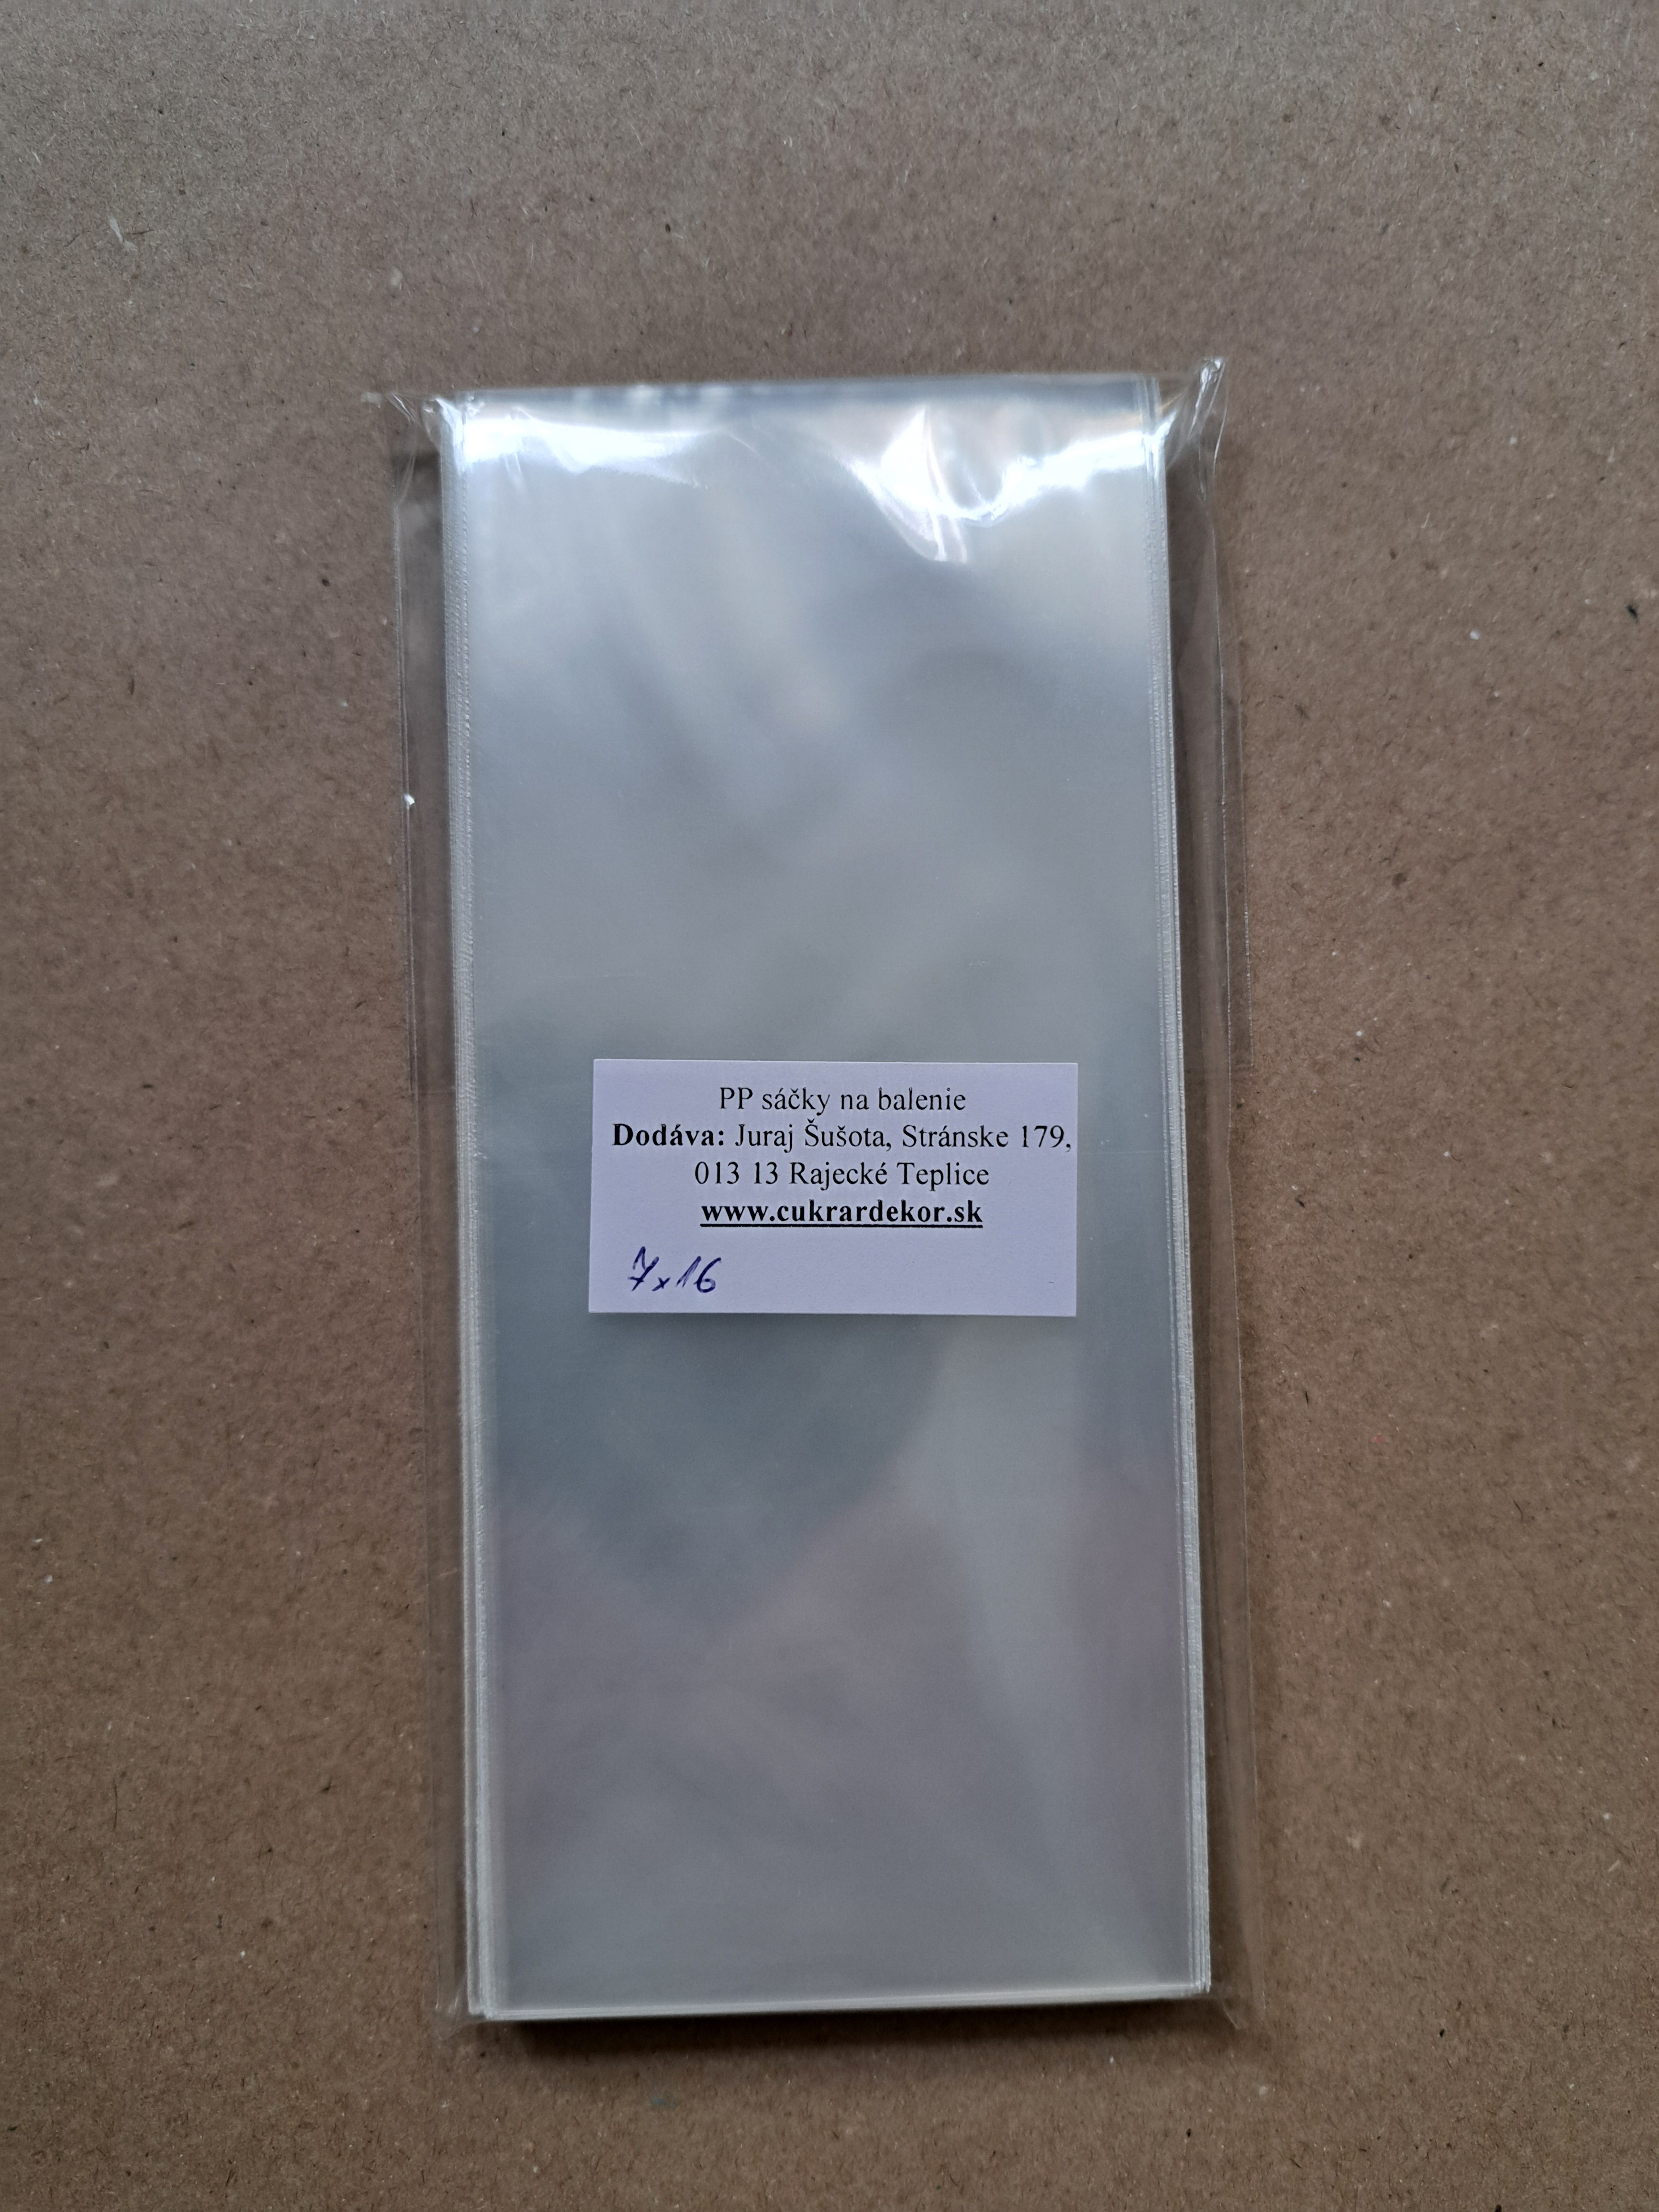 PP sáčky na balenie
Dodáva: Juraj Šušota, Stránske 179,
013 13 Rajecké Teplice
www.cukrardekor.sk
7x16